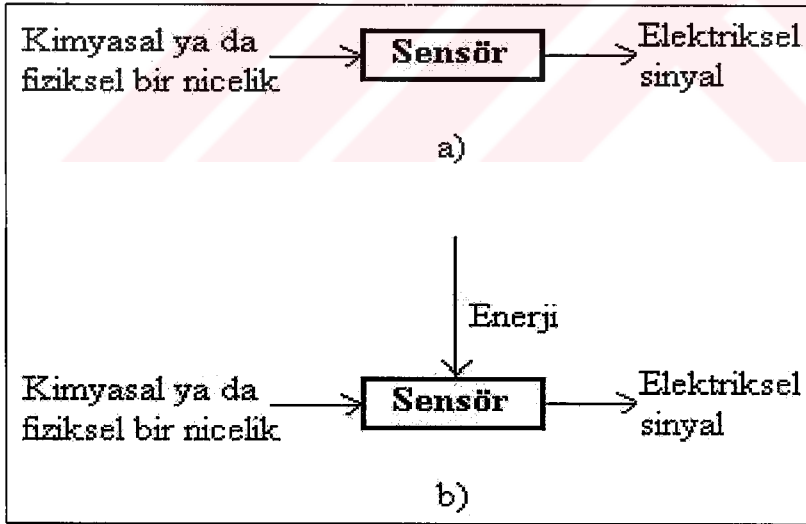 Kimyasal ya da
fiziksel bir nicelik
Sensör
Elektriksel
sinyal
a)
Enerji
Kimyasal ya da
fiziksel bir nicelik
Sensör
Elektriksel
sinyal
b)